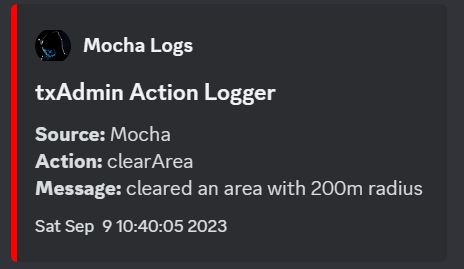 Mocha Logs
txAdmin Action Logger
Source: Mocha
Action: clearArea
Message: cleared an area with 200m radius
Sat Sep  9 10:40:05 2023